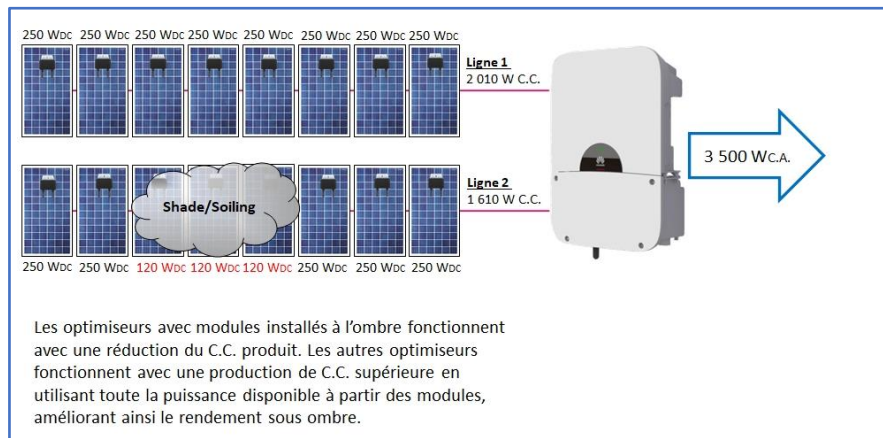 250 WDC 250 WDC 250 WDC 250 WDC 250 WDC 250 WDC 250 WDC 250 WDC
Ligne 1
2 010 W C.C.
3 500 WC.A.
Ligne 2
1 610 W C.C.
Shade/Soiling
250 WDC 250 WDC 120 WDC 120 WDC 120 WDC 250 WDC 250 WDC 250 WDC
Les optimiseurs avec modules installés à l’ombre fonctionnent
avec une réduction du C.C. produit. Les autres optimiseurs
fonctionnent avec une production de C.C. supérieure en
utilisant toute la puissance disponible à partir des modules,
améliorant ainsi le rendement sous ombre.